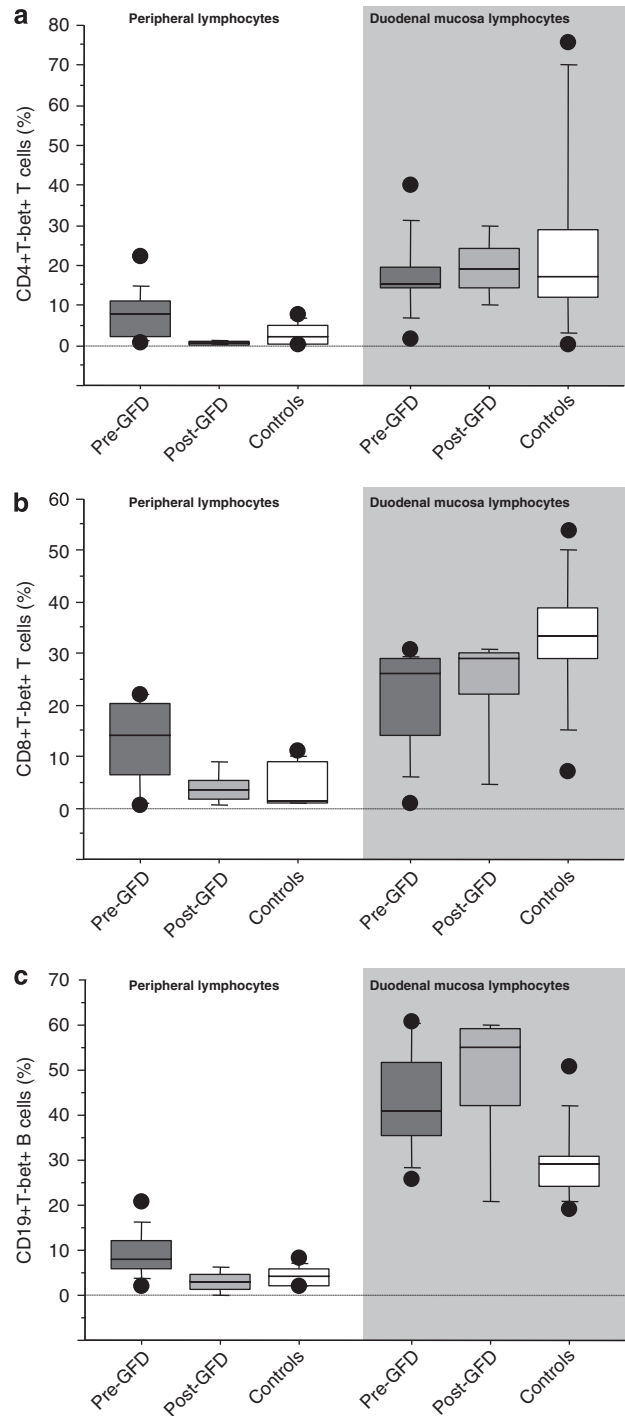 a
Peripheral lymphocytes
Duodenal mucosa lymphocytes
CD4+T-bet+ T cells (%)
80
70
60
50
40
30
20
10
0
Pre-GFD
Post-GFD
Controls
Pre-GFD
Post-GFD
Controls
b
Peripheral lymphocytes
Duodenal mucosa lymphocytes
CD8+T-bet+ T cells (%)
60
50
40
30
20
10
0
Pre-GFD
Post-GFD
Controls
Pre-GFD
Post-GFD
Controls
c
Peripheral lymphocytes
Duodenal mucosa lymphocytes
CD19+T-bet+ B cells (%)
70
60
50
40
30
20
10
0
Pre-GFD
Post-GFD
Controls
Pre-GFD
Post-GFD
Controls